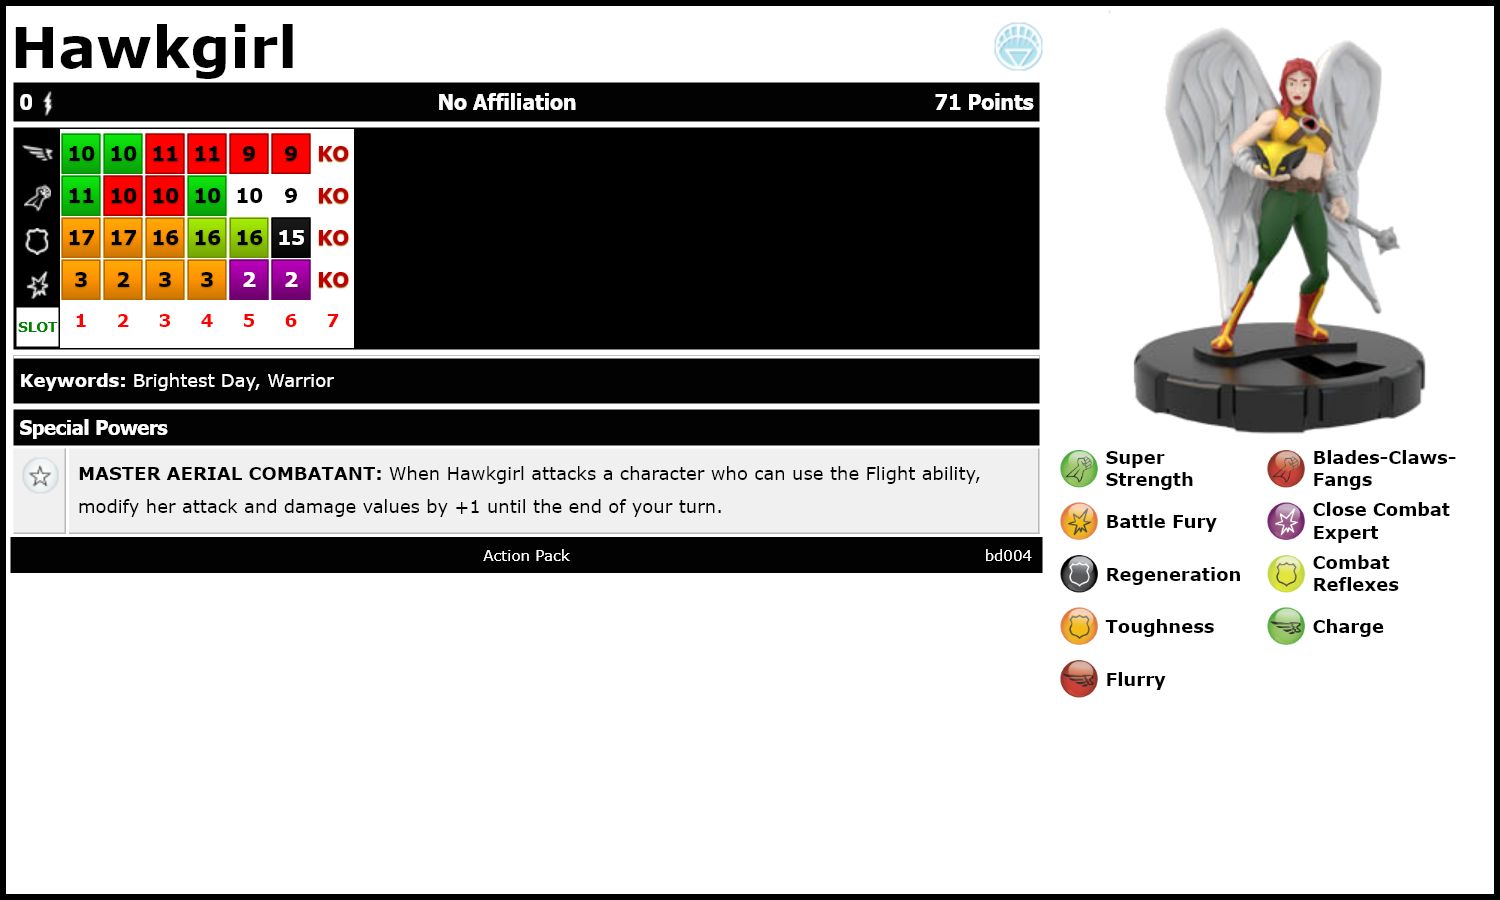 Hawkgirl
0 No Affiliation 71 Points
10 10 11 11 9 9 KO
11 10 10 10 10 9 KO
17 17 16 16 16 15 KO
3 2 3 3 2 2 KO
SLOT 1 2 3 4 5 6 7
Keywords: Brightest Day, Warrior
Special Powers
MASTER AERIAL COMBATANT: When Hawkgirl attacks a character who can use the Flight ability,
modify her attack and damage values by +1 until the end of your turn.
Action Pack bd004
Super
Strength
Blades-Claws-
Fangs
Battle Fury
Close Combat
Expert
Regeneration
Combat
Reflexes
Toughness
Charge
Flurry